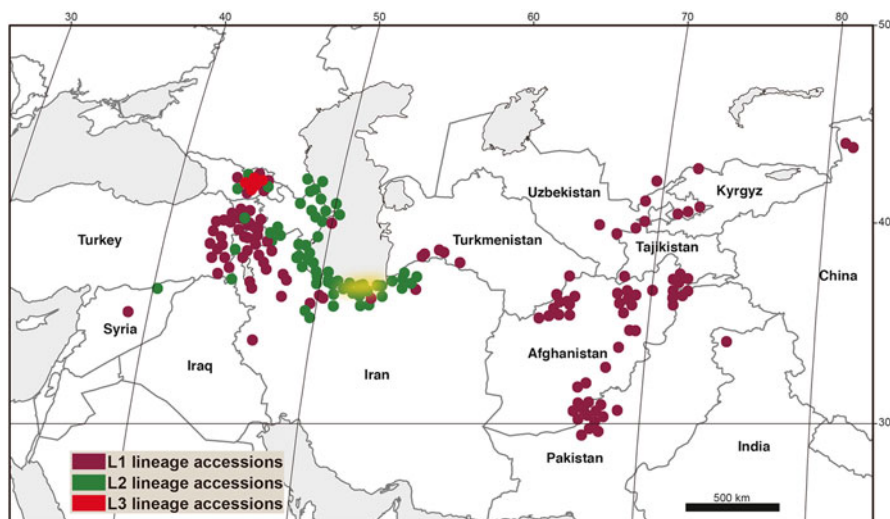 30 40 50 60 70 80
50
Uzbekistan
Kyrgyz
40
Turkey
Turkmenistan
Tajikistan
China
Syria
Iraq
Iran
Afghanistan
30
Pakistan
India
L1 lineage accessions
L2 lineage accessions
L3 lineage accessions
500 km